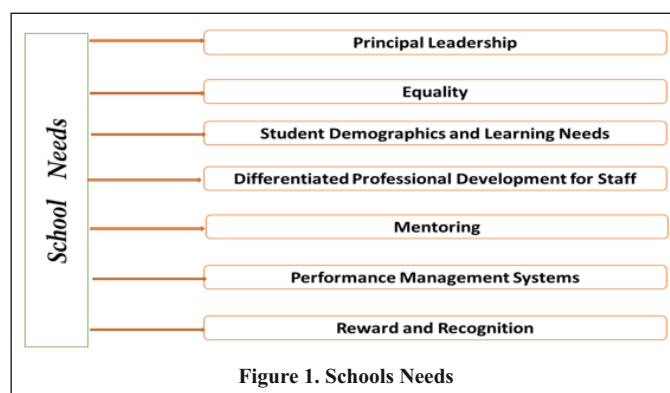 School Needs
Principal Leadership
Equality
Student Demographics and Learning Needs
Differentiated Professional Development for Staff
Mentoring
Performance Management Systems
Reward and Recognition
Figure 1. Schools Needs